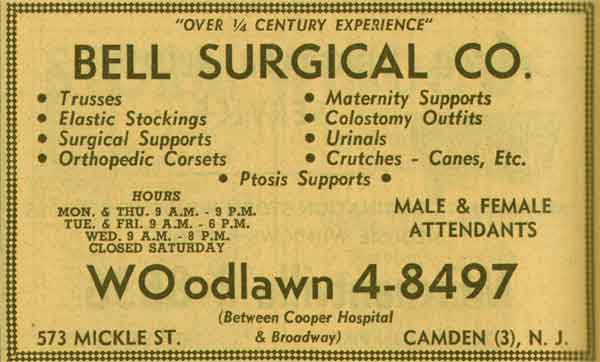 "OVER ¼ CENTURY EXPERIENCE"
BELL SURGICAL CO.
• Trusses
• Elastic Stockings
• Surgical Supports
• Orthopedic Corsets
• Maternity Supports
• Colostomy Outfits
• Urinals
• Crutches - Canes, Etc.
• Ptosis Supports •
HOURS
MON. & THU. 9 A.M. - 9 P.M.
TUE. & FRI. 9 A.M. - 6 P.M.
WED. 9 A.M. - 8 P.M.
CLOSED SATURDAY
MALE & FEMALE
ATTENDANTS
WOodlawn 4-8497
(Between Cooper Hospital
& Broadway)
573 MICKLE ST.
CAMDEN (3), N. J.